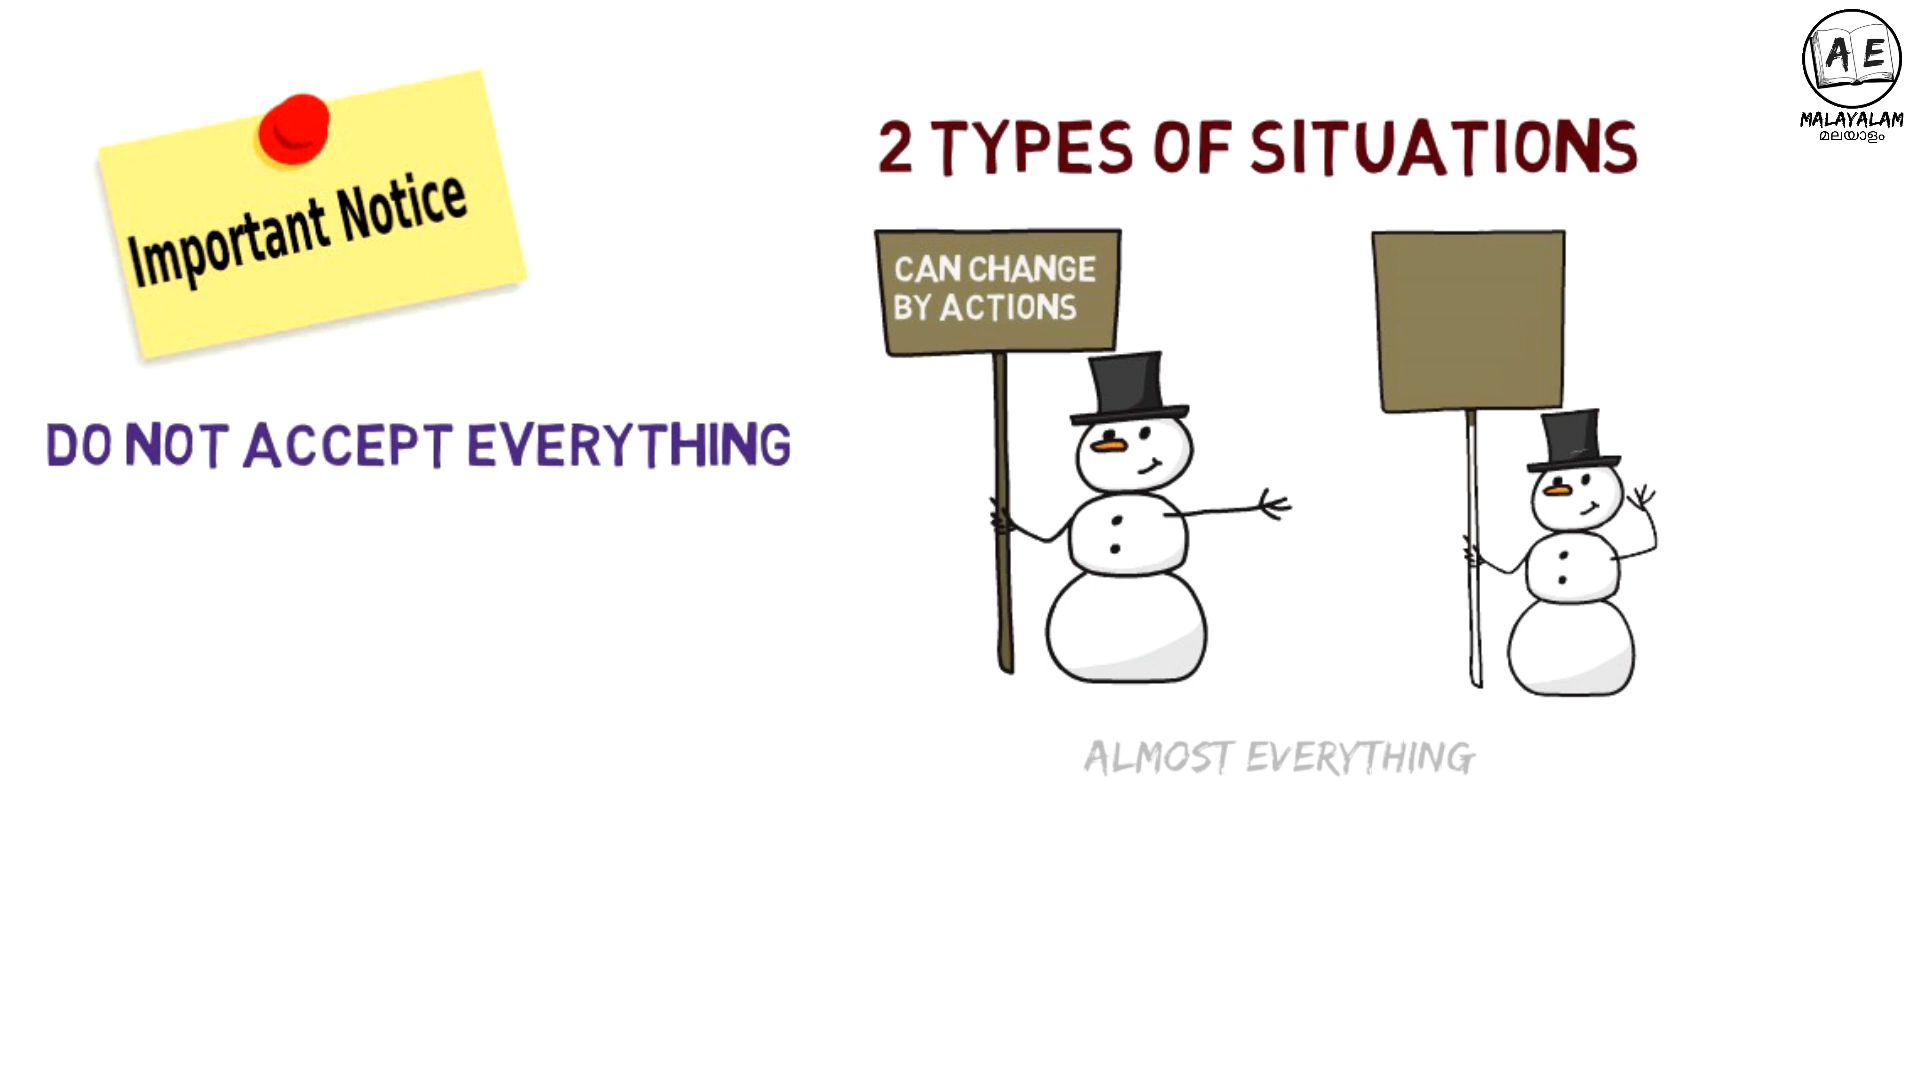 A E
MALAYALAM
മലയാളം
Important Notice
DO NOT ACCEPT EVERYTHING
2 TYPES OF SITUATIONS
CAN CHANGE
BY ACTIONS
ALMOST EVERYTHING